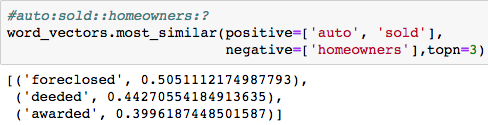 #auto:sold::homeowners:?
word_vectors.most_similar(positive=['auto', 'sold'],
negative=['homeowners'],topn=3)
[('foreclosed', 0.5051112174987793),
('deeded', 0.44270554184913635),
('awarded', 0.3996187448501587)]